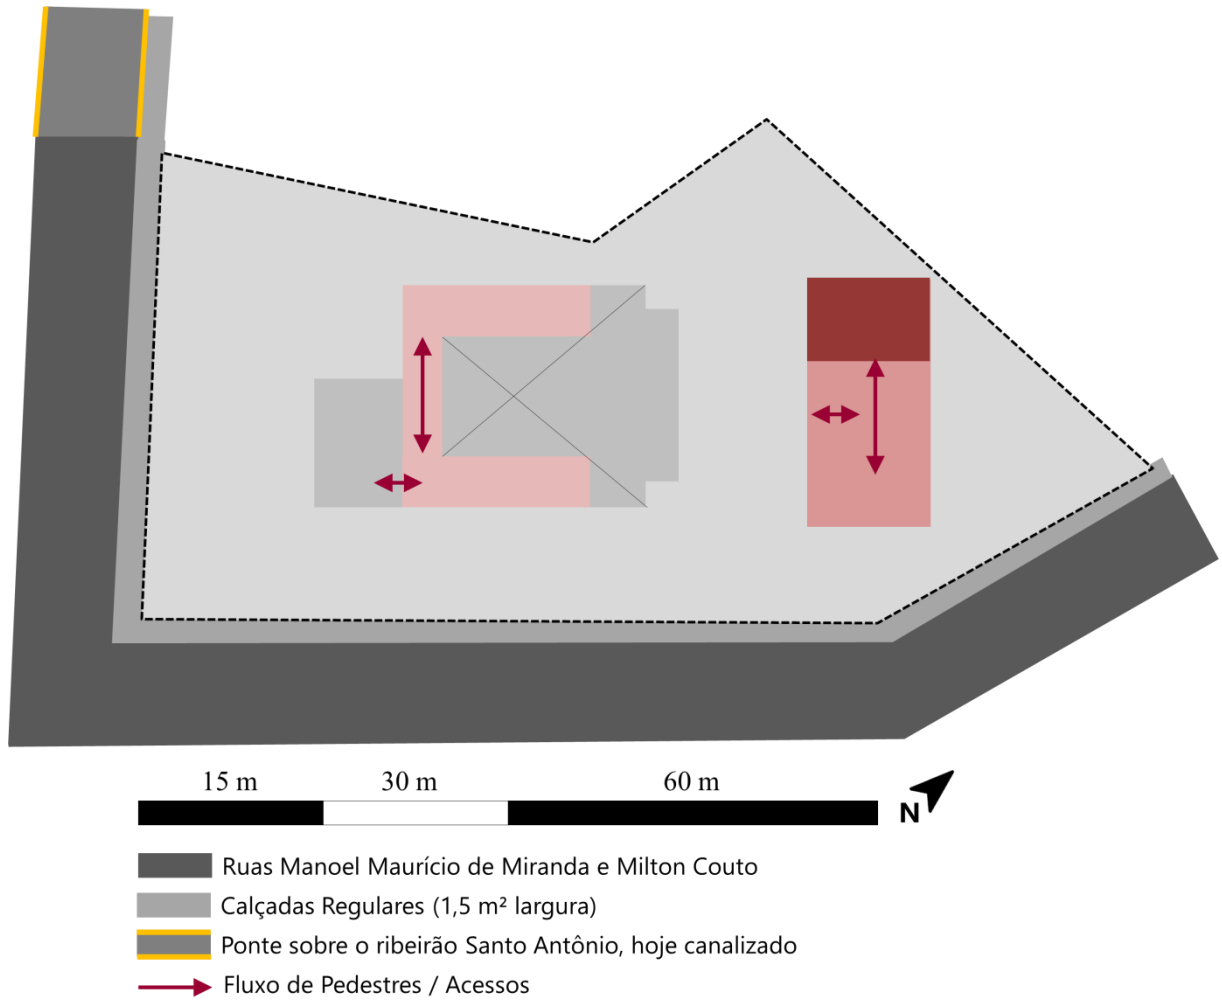 15 m 30 m 60 m
N
Ruas Manoel Maurício de Miranda e Milton Couto
Calçadas Regulares (1,5 m² largura)
Ponte sobre o ribeirão Santo Antônio, hoje canalizado
Fluxo de Pedestres / Acessos